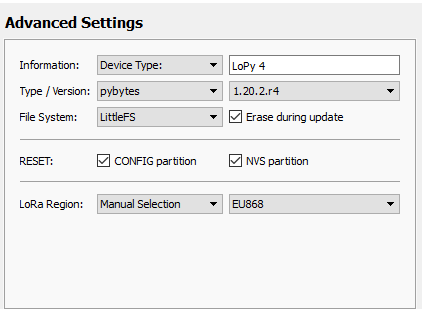 Advanced Settings
Information: Device Type: LoPy 4
Type / Version: pybytes 1.20.2.r4
File System: LittleFS Erase during update
RESET: CONFIG partition NVS partition
LoRa Region: Manual Selection EU868